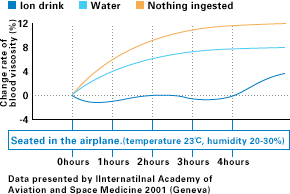 Ion drink Water Nothing ingested
Change rate of
blood viscosity (%)
12
8
4
0
-4
Seated in the airplane.(temperature 23℃, humidity 20-30%)
0hours 1hours 2hours 3hours 4hours
Data presented by IInternatilnal Academy of
Aviation and Space Medicine 2001 (Geneva)